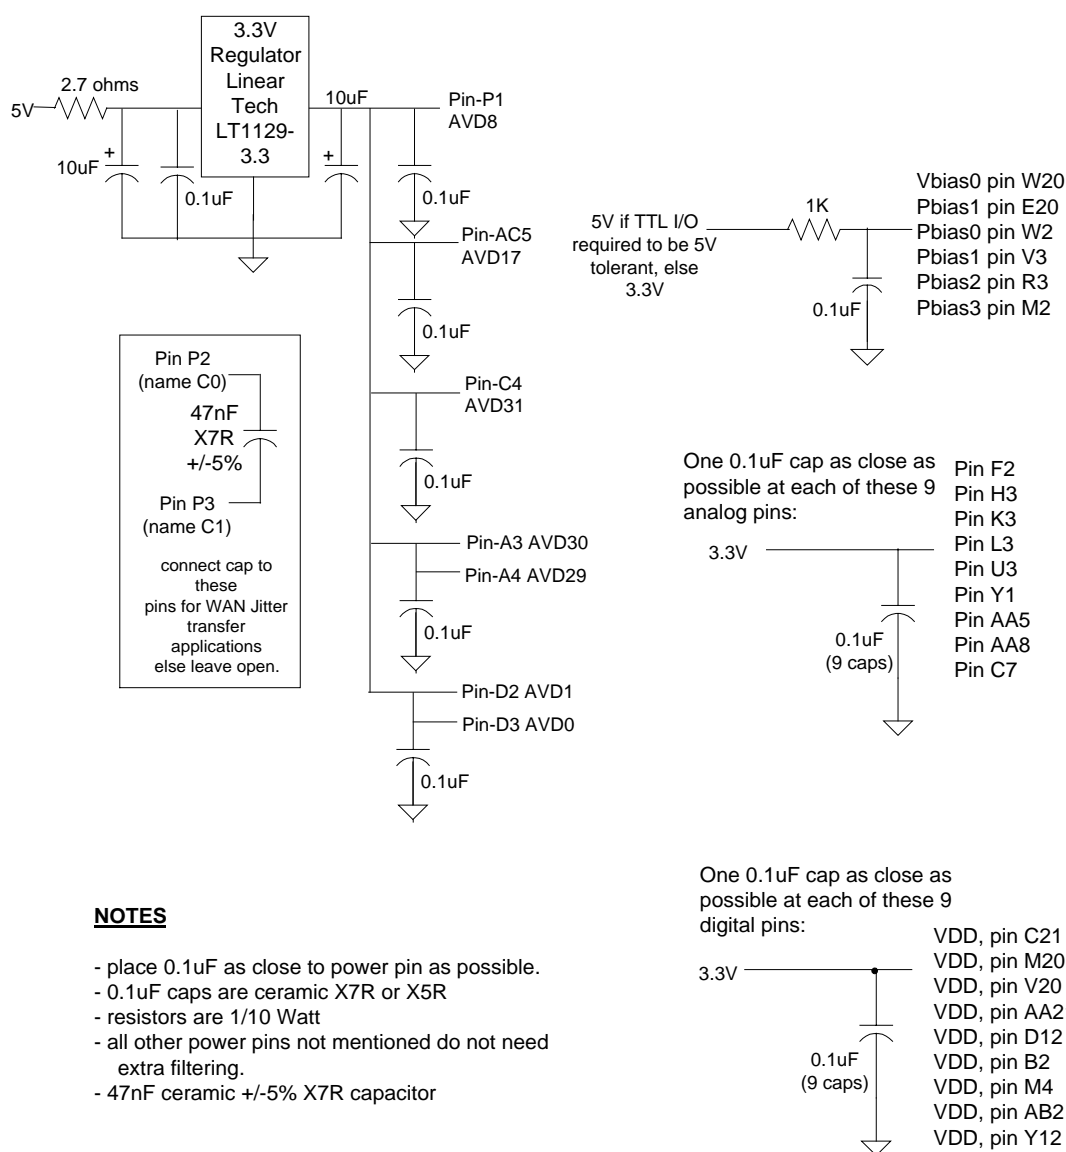 3.3V
Regulator
Linear
Tech
LT1129-
3.3
2.7 ohms
5V
+
10uF
0.1uF
10uF
+
Pin-P1
AVD8
0.1uF
Pin-AC5
AVD17
0.1uF
Pin-C4
AVD31
0.1uF
Pin-A3 AVD30
Pin-A4 AVD29
0.1uF
Pin-D2 AVD1
Pin-D3 AVD0
0.1uF
Pin P2
(name C0)
47nF
X7R
+/-5%
Pin P3
(name C1)
connect cap to
these
pins for WAN Jitter
transfer
applications
else leave open.
5V if TTL I/O
required to be 5V
tolerant, else
3.3V
1K
0.1uF
Vbias0 pin W20
Pbias1 pin E20
Pbias0 pin W2
Pbias1 pin V3
Pbias2 pin R3
Pbias3 pin M2
One 0.1uF cap as close as
possible at each of these 9
analog pins:
3.3V
0.1uF
(9 caps)
Pin F2
Pin H3
Pin K3
Pin L3
Pin U3
Pin Y1
Pin AA5
Pin AA8
Pin C7
One 0.1uF cap as close as
possible at each of these 9
digital pins:
3.3V
0.1uF
(9 caps)
VDD, pin C21
VDD, pin M20
VDD, pin V20
VDD, pin AA2
VDD, pin D12
VDD, pin B2
VDD, pin M4
VDD, pin AB2
VDD, pin Y12
NOTES
- place 0.1uF as close to power pin as possible.
- 0.1uF caps are ceramic X7R or X5R
- resistors are 1/10 Watt
- all other power pins not mentioned do not need
extra filtering.
- 47nF ceramic +/-5% X7R capacitor